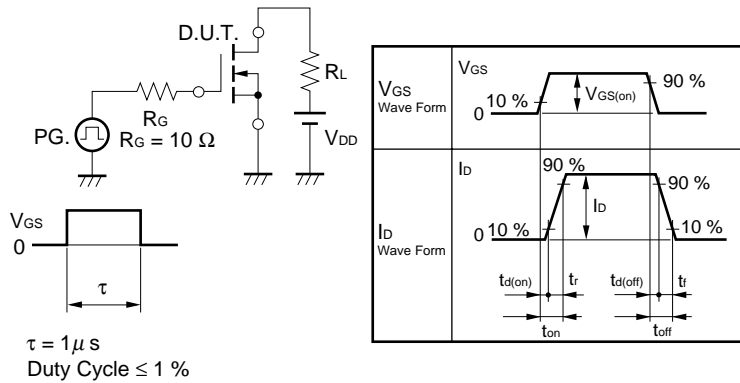 D.U.T.
RL
RG
RG = 10 Ω
PG.
VDD
VGS
0
τ
τ = 1μ s
Duty Cycle ≤ 1 %
VGS
Wave Form
VGS
10 %
0
VGS(on)
90 %
ID
Wave Form
ID
90 %
90 %
ID
0 10 %
10 %
td(on)
tr
td(off)
tf
ton
toff